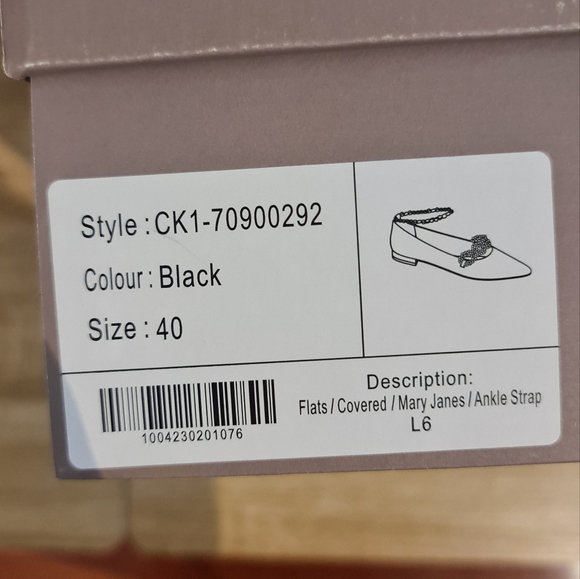 Style : CK1-70900292
Colour : Black
Size : 40
1004230201076
Description:
Flats / Covered / Mary Janes / Ankle Strap
L6